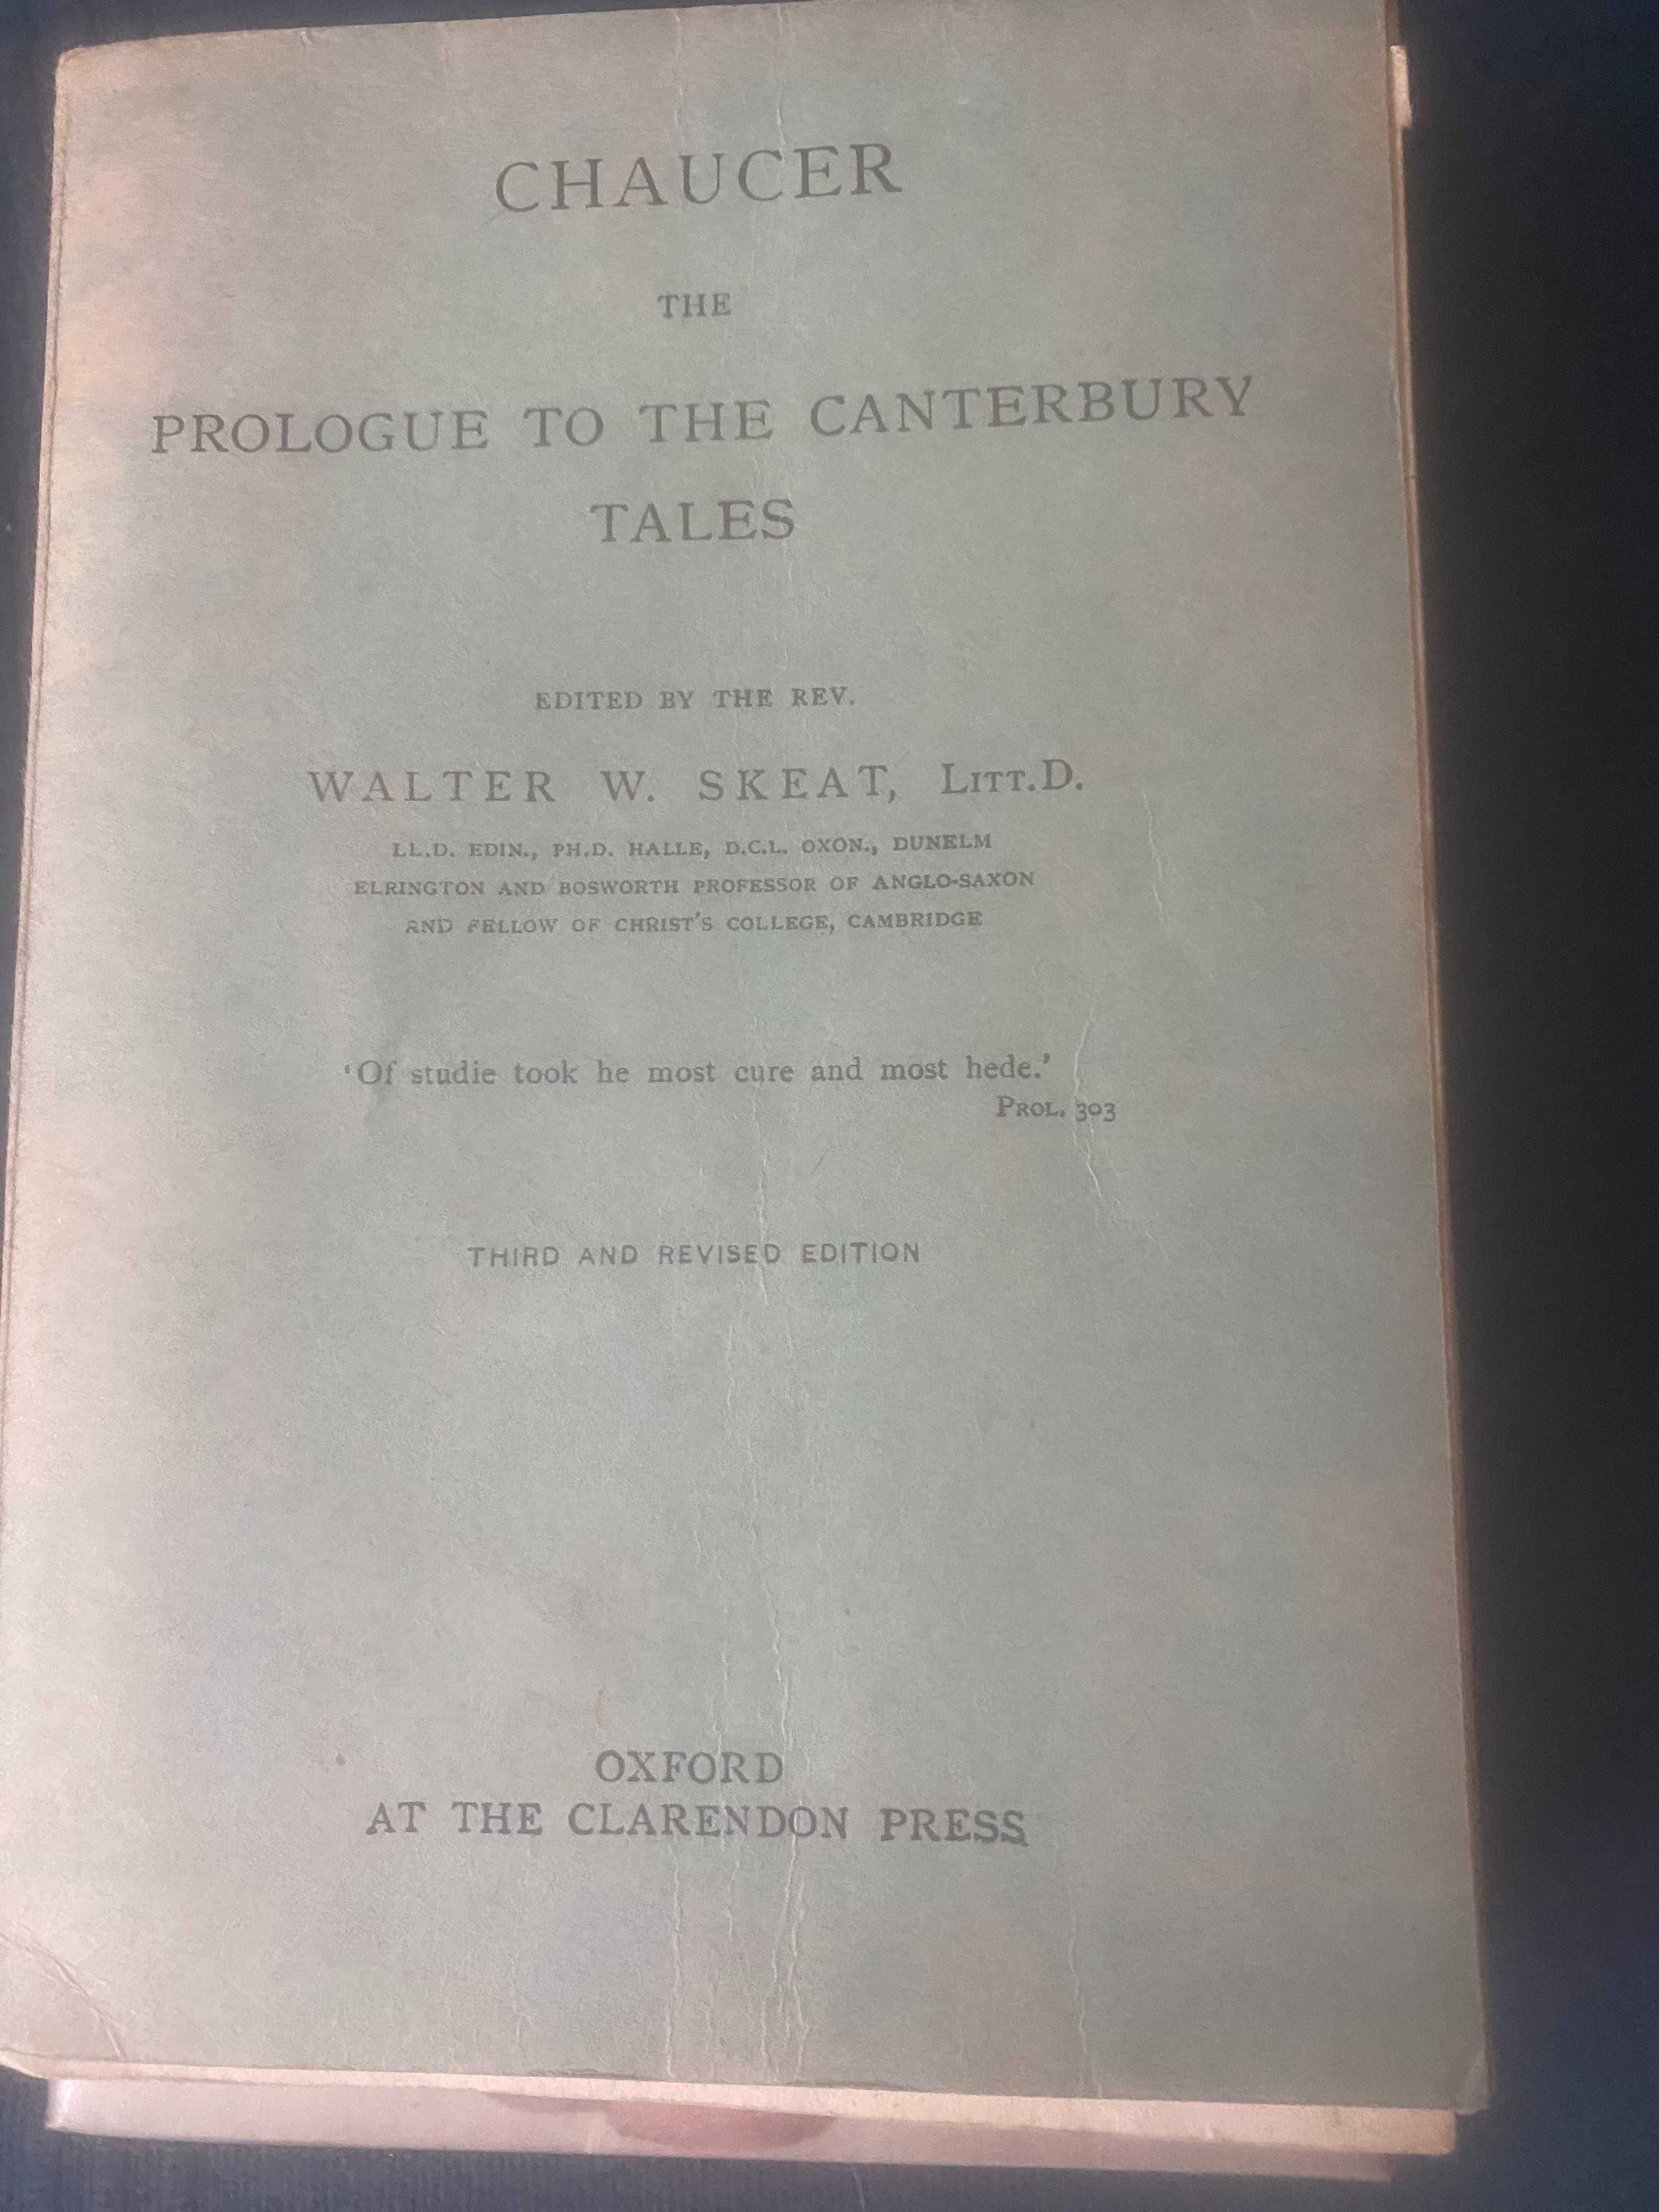 CHAUCER
THE
PROLOGUE TO THE CANTERBURY
TALES
EDITED BY THE REV.
WALTER W. SKEAT, LITT.D.
LL.D. EDIN., PH.D. HALLE, D.C.L. OXON., DUNELM
ELRINGTON AND BOSWORTH PROFESSOR OF ANGLO-SAXON
AND FELLOW OF CHRIST'S COLLEGE, CAMBRIDGE
‘Of studie took he most cure and most hede.’
PROL. 303
THIRD AND REVISED EDITION
OXFORD
AT THE CLARENDON PRESS